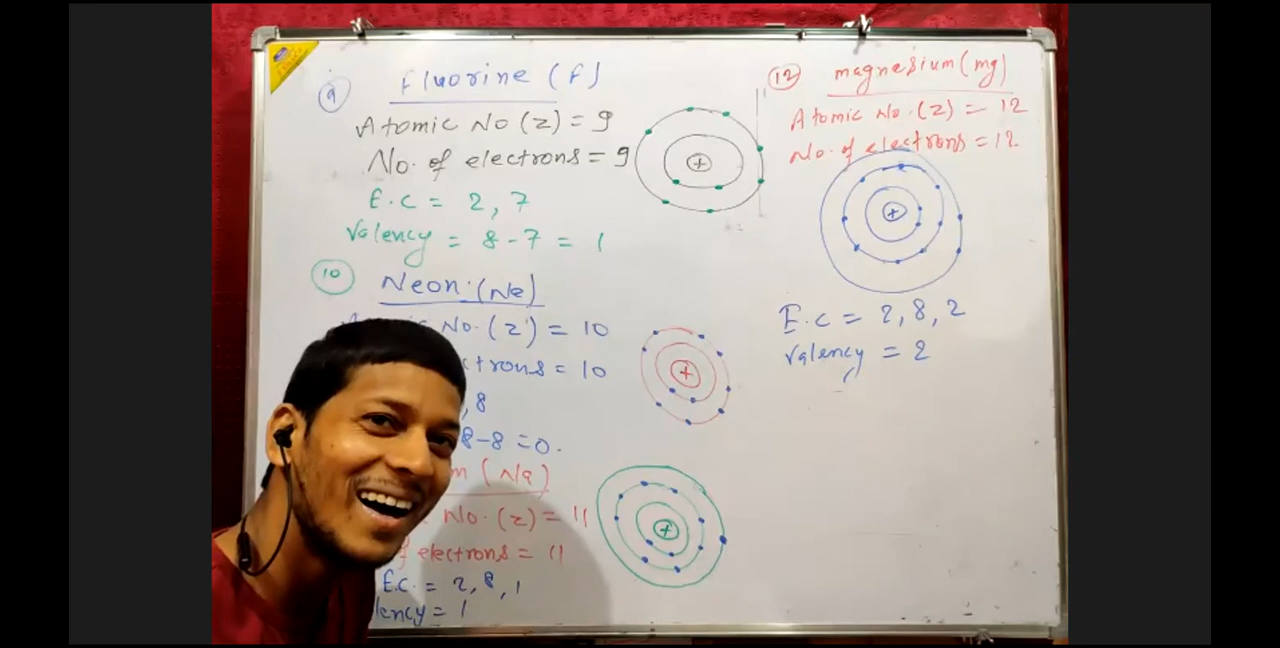 9
Fluorine (F)
Atomic No (z) = 9
No. of electrons = 9
E.C = 2, 7
Valency = 8 - 7 = 1
10
Neon. (Ne)
No. (z) = 10
ctrons = 10
,8
8-8 = 0.
m (Na)
No. (z) = 11
f electrons = 11
E.C. = 2, 8, 1
lency = 1
12
magnesium (mg)
Atomic No. (z) = 12
No. of electrons = 12
E.C = 2, 8, 2
Valency = 2
+
+
+
+